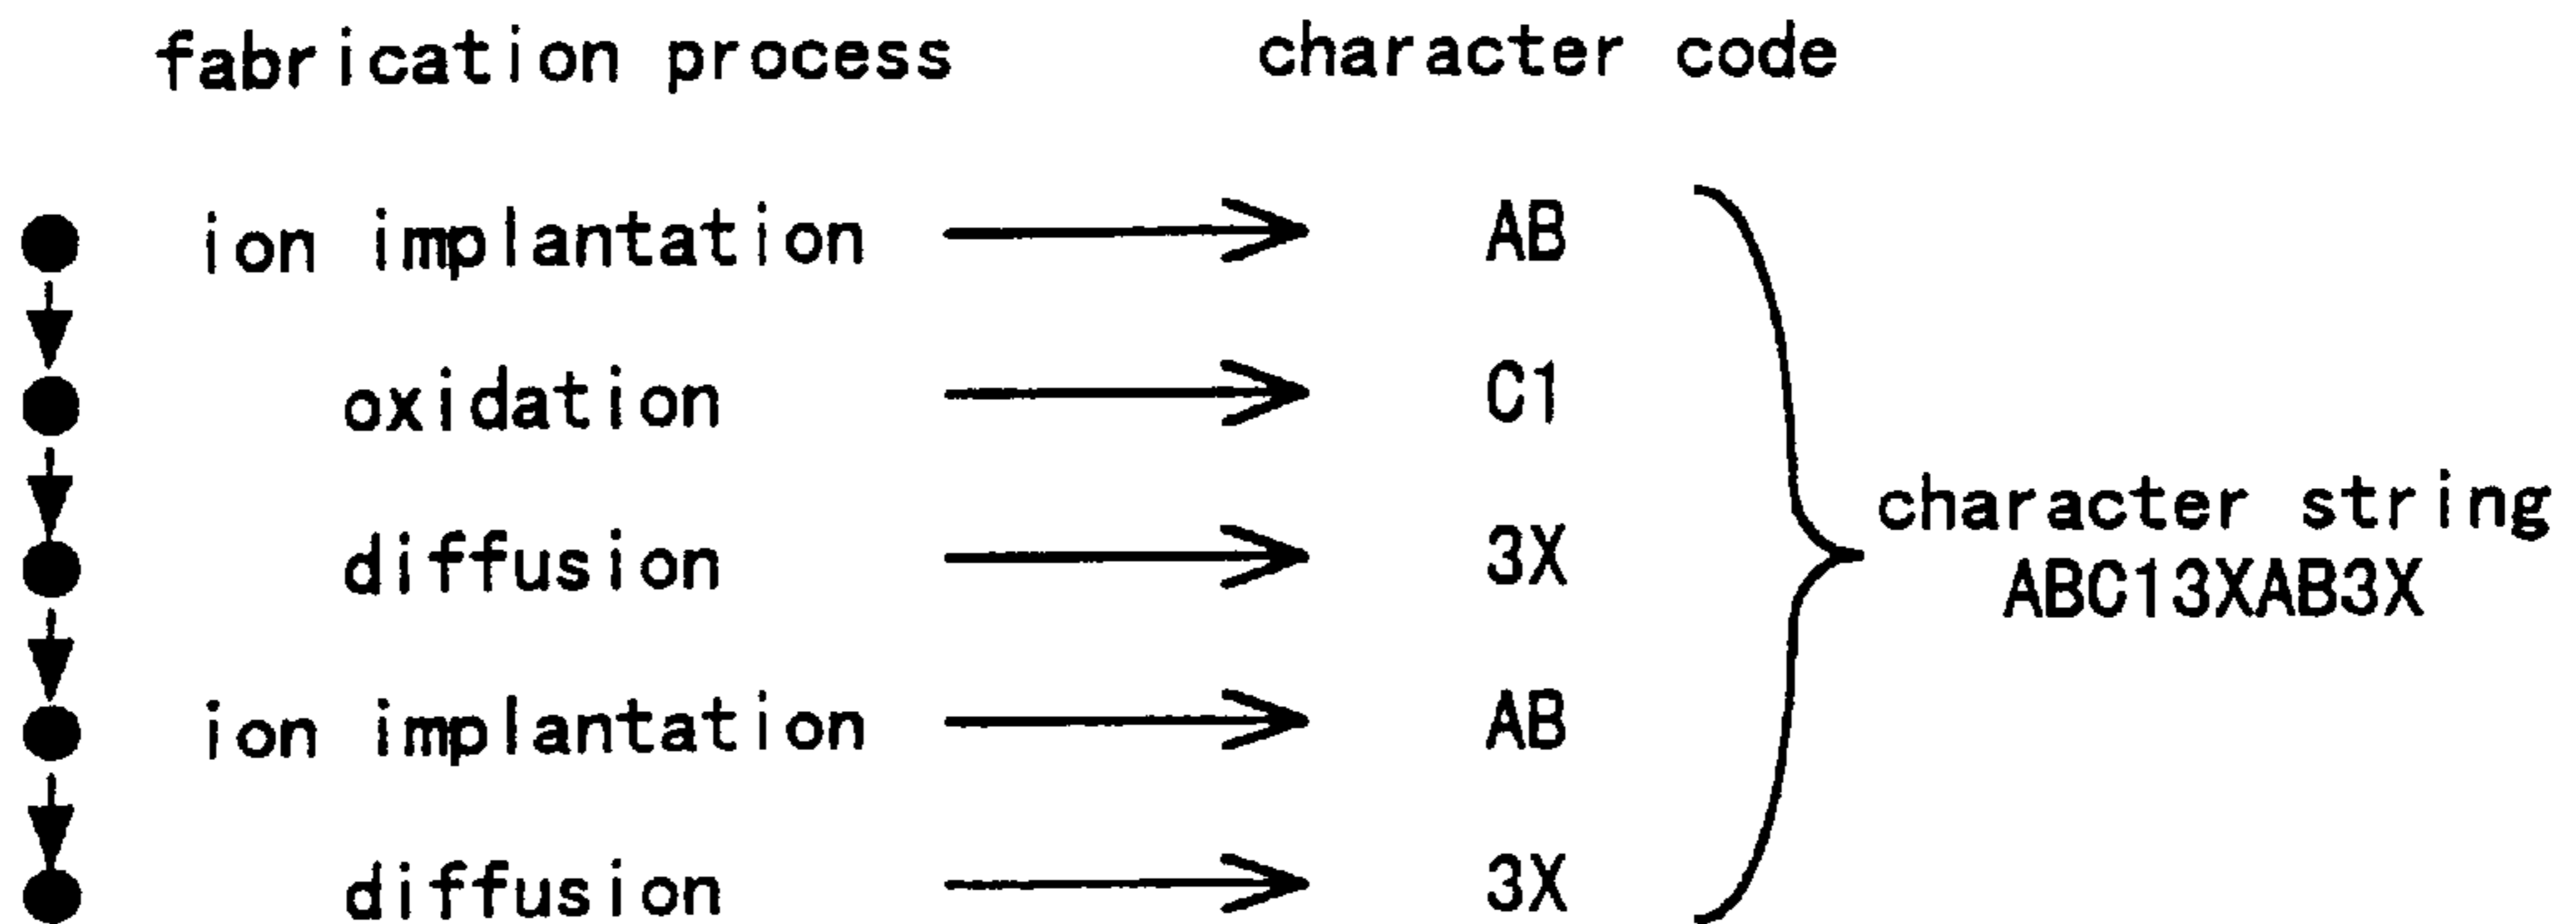 fabrication process character code
ion implantation AB
oxidation C1
diffusion 3X
character string
ABC13XAB3X
ion implantation AB
diffusion 3X